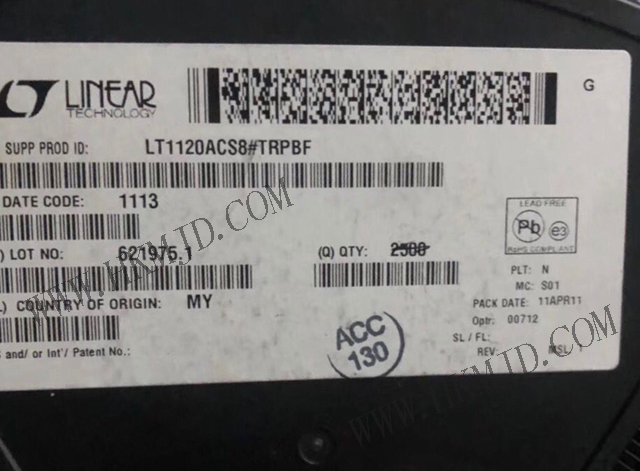 LT LINEAR
TECHNOLOGY
G
SUPP PROD ID: LT1120ACS8#TRPBF
DATE CODE: 1113
LEAD FREE
Pb e3
RoHS COMPLIANT
) LOT NO: 621975.1
(Q) QTY: 2500
PLT: N
MC: S01
L) COUNTRY OF ORIGIN: MY
PACK DATE: 11APR11
Optr: 00712
ACC
130
SL / FL:
REV
MSL
S and/ or Int'/ Patent No.:
WWW.HKMJD.COM
WWW.HKMJD.COM